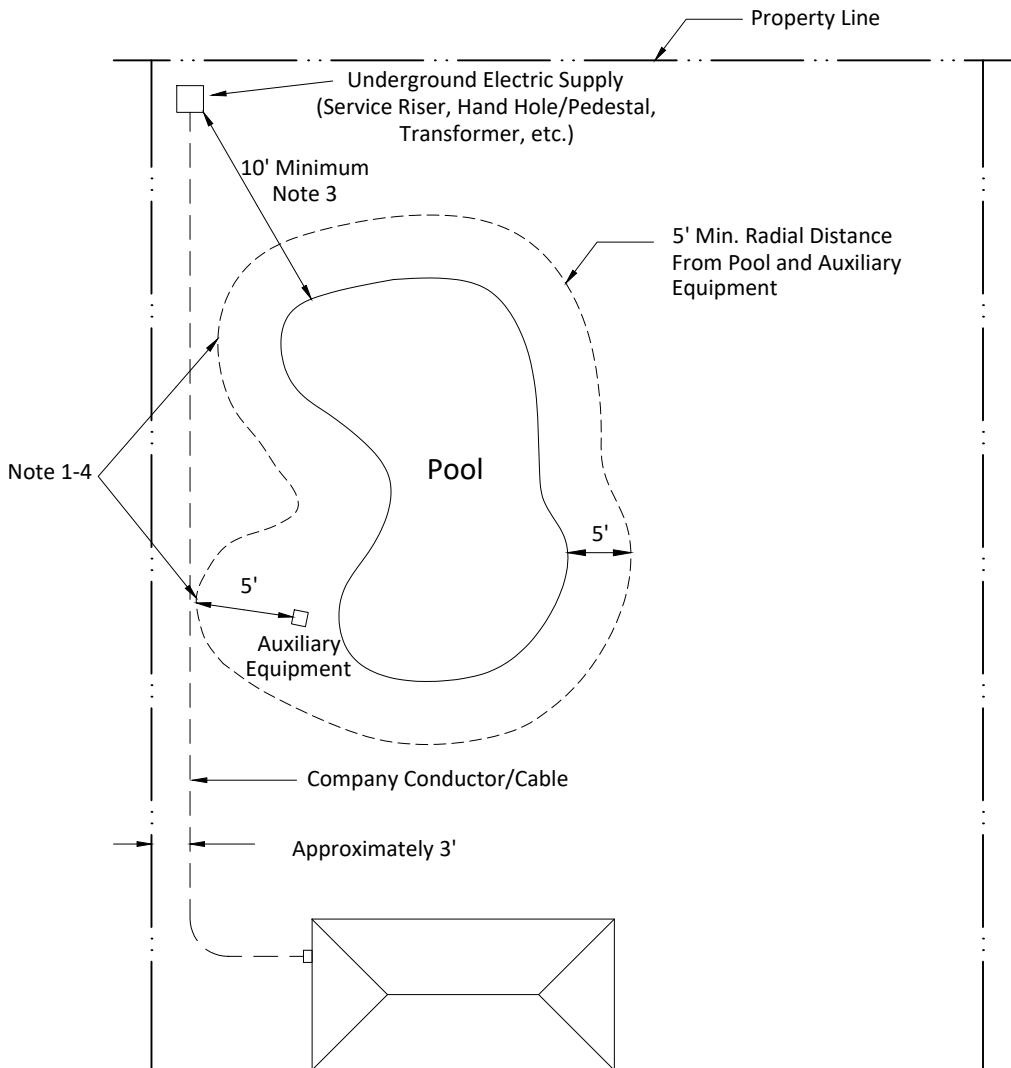 Property Line
Underground Electric Supply
(Service Riser, Hand Hole/Pedestal,
Transformer, etc.)
10' Minimum
Note 3
5' Min. Radial Distance
From Pool and Auxiliary
Equipment
Note 1-4
Pool
5'
5'
Auxiliary
Equipment
Company Conductor/Cable
Approximately 3'